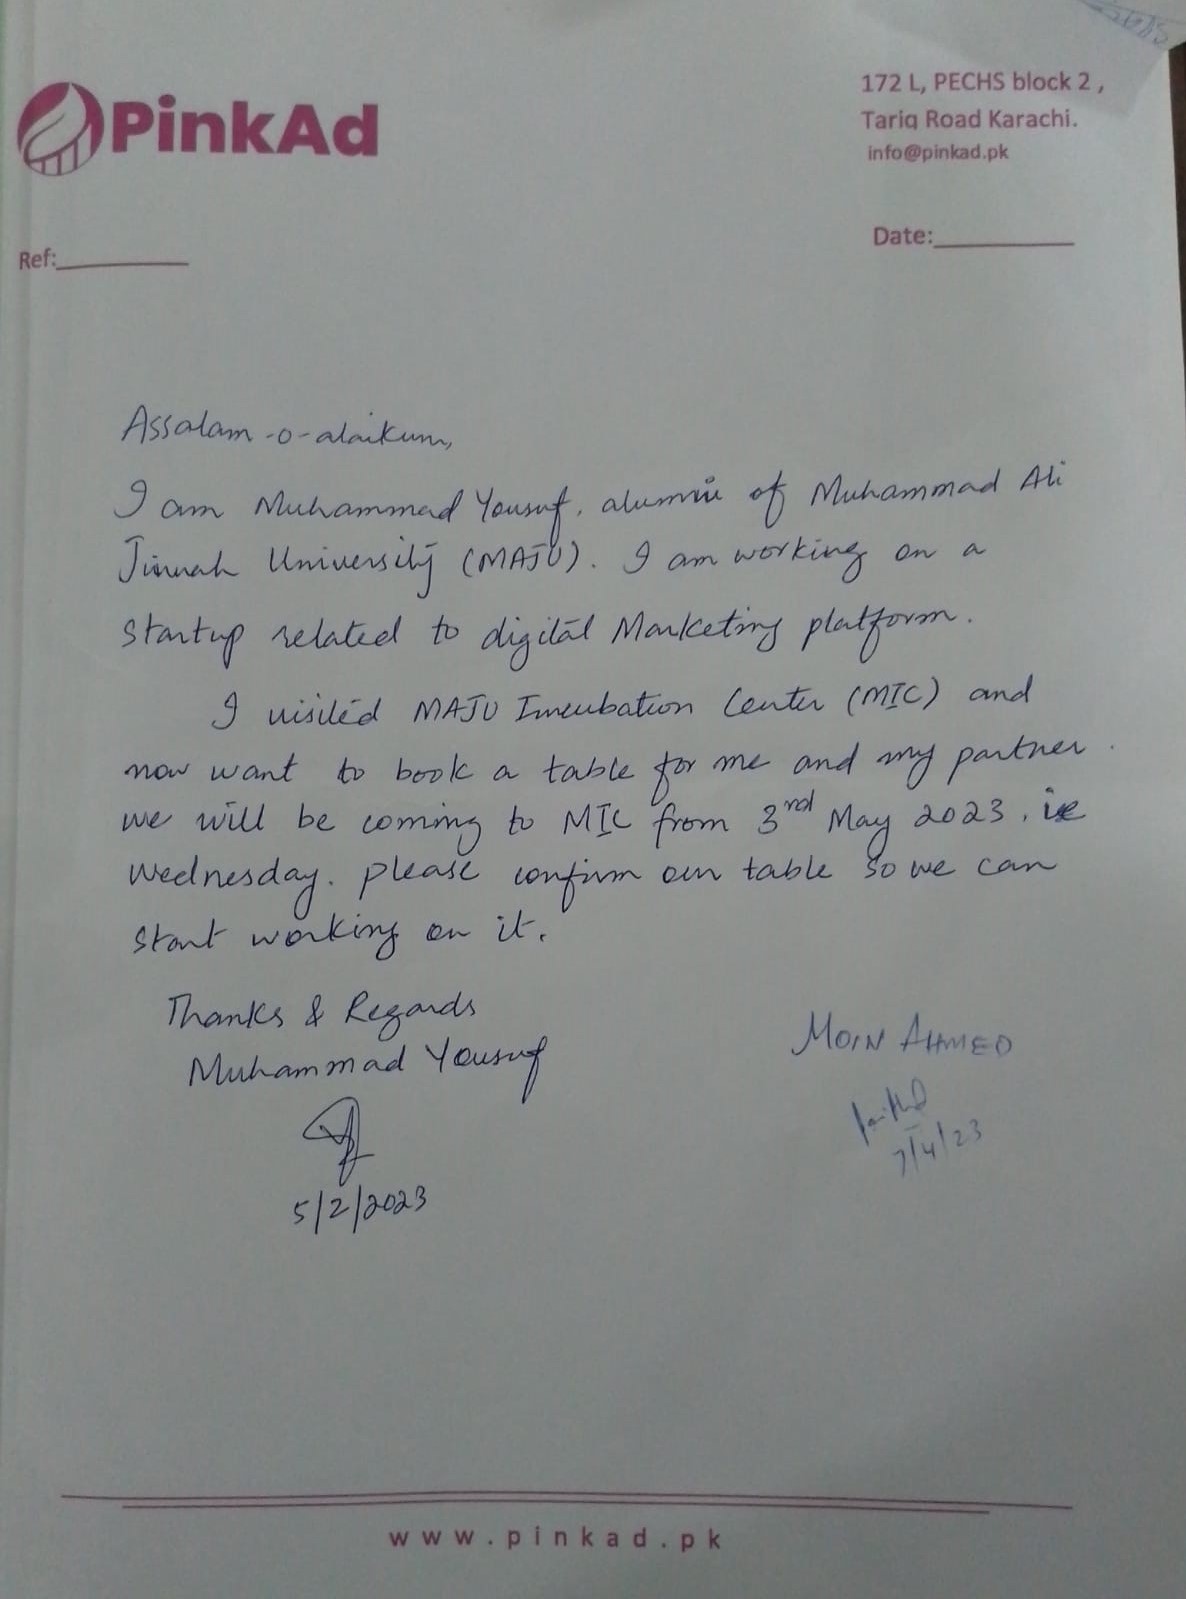 PinkAd
172 L, PECHS block 2 ,
Tariq Road Karachi.
info@pinkad.pk
Ref:
Date:
Assalam-o-alaikum,
I am Muhammad Yousuf, alumni of Muhammad Ali
Jinnah University (MAJU). I am working on a
startup related to digital Marketing platform.
I visited MAJU Incubation Center (MIC) and
now want to book a table for me and my partner.
we will be coming to MIC from 3rd May 2023, ie
Wednesday. please confirm our table so we can
start working on it.
Thanks & Regards
Muhammad Yousuf
5/2/2023
MOIN AHMED
7/4/23
www.pinkad.pk